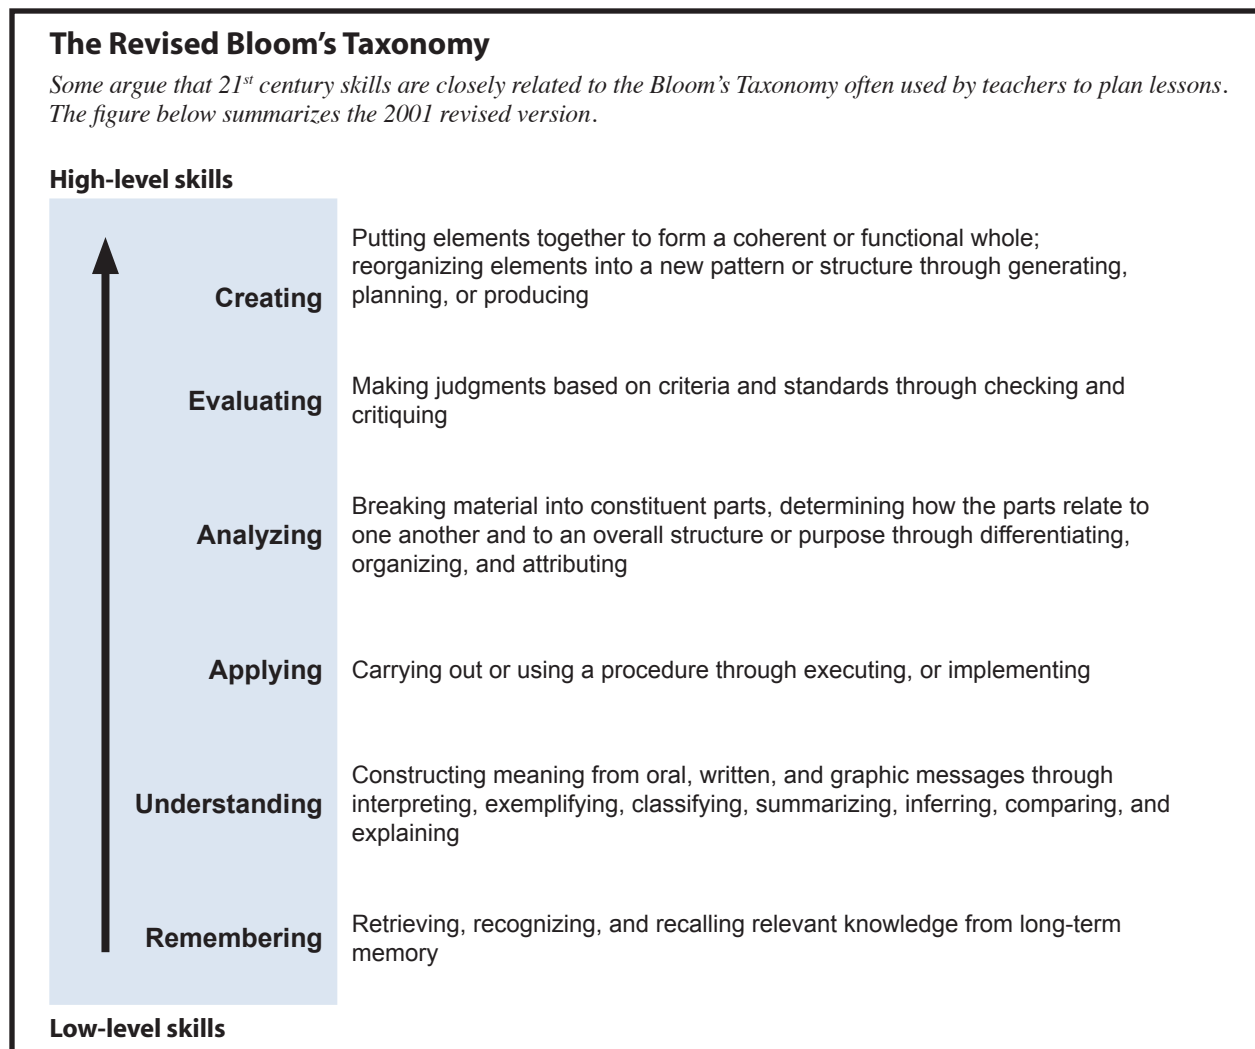 The Revised Bloom’s Taxonomy
Some argue that 21st century skills are closely related to the Bloom’s Taxonomy often used by teachers to plan lessons.
The figure below summarizes the 2001 revised version.
High-level skills
Creating
Putting elements together to form a coherent or functional whole;
reorganizing elements into a new pattern or structure through generating,
planning, or producing
Evaluating
Making judgments based on criteria and standards through checking and
critiquing
Analyzing
Breaking material into constituent parts, determining how the parts relate to
one another and to an overall structure or purpose through differentiating,
organizing, and attributing
Applying
Carrying out or using a procedure through executing, or implementing
Understanding
Constructing meaning from oral, written, and graphic messages through
interpreting, exemplifying, classifying, summarizing, inferring, comparing, and
explaining
Remembering
Retrieving, recognizing, and recalling relevant knowledge from long-term
memory
Low-level skills